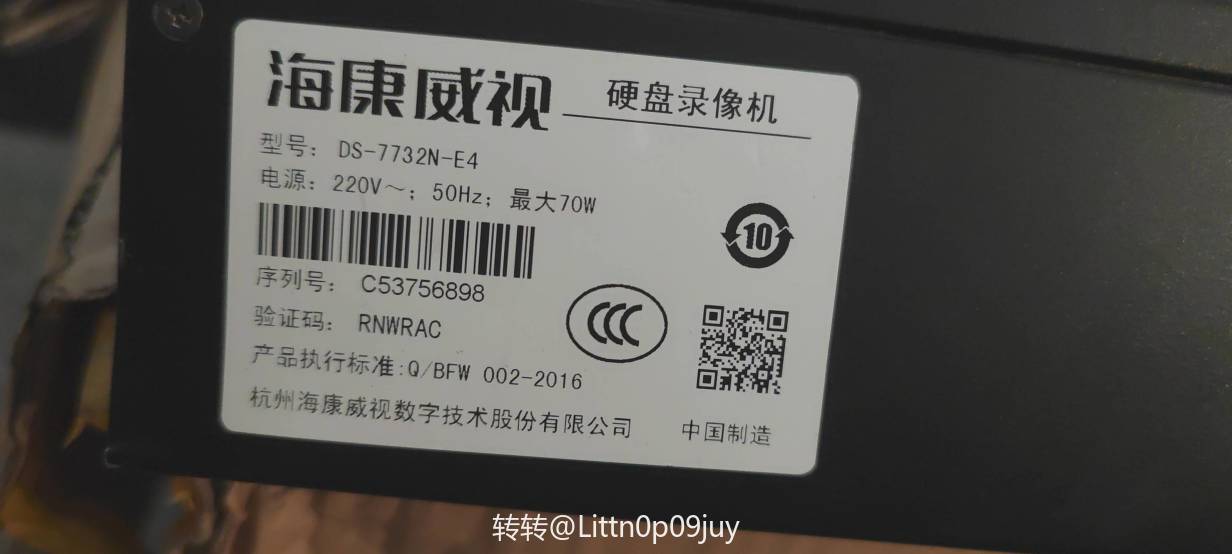 海康威视 硬盘录像机
型号: DS-7732N-E4
电源: 220V～; 50Hz; 最大70W
10
序列号: C53756898
验证码: RNWRAC
CCC
产品执行标准:Q/BFW 002-2016
杭州海康威视数字技术股份有限公司 中国制造
转转@Littn0p09juy